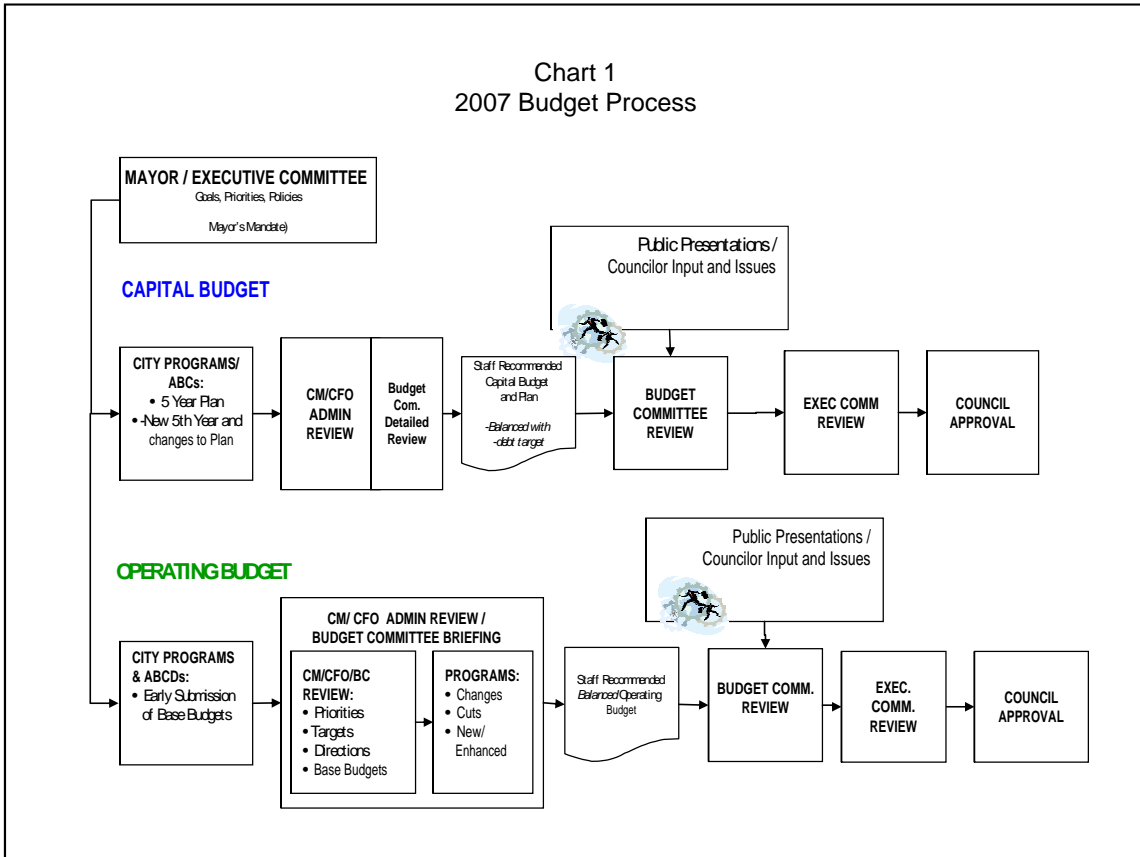 Chart 1
2007 Budget Process
MAYOR / EXECUTIVE COMMITTEE
Goals, Priorities, Policies
Mayor's Mandate)
CAPITAL BUDGET
Public Presentations /
Councilor Input and Issues
CITY PROGRAMS/
ABCs:
• 5 Year Plan
• -New 5th Year and
changes to Plan
CM/CFO
ADMIN
REVIEW
Budget
Com.
Detailed
Review
Staff Recommended
Capital Budget
and Plan
-Balanced with
-debt target
BUDGET
COMMITTEE
REVIEW
EXEC COMM
REVIEW
COUNCIL
APPROVAL
OPERATING BUDGET
Public Presentations /
Councilor Input and Issues
CITY PROGRAMS
& ABCDs:
• Early Submission
of Base Budgets
CM/ CFO ADMIN REVIEW /
BUDGET COMMITTEE BRIEFING
CM/CFO/BC
REVIEW:
• Priorities
• Targets
• Directions
• Base Budgets
PROGRAMS:
• Changes
• Cuts
• New/
Enhanced
Staff Recommended
Balanced Operating
Budget
BUDGET COMM.
REVIEW
EXEC.
COMM.
REVIEW
COUNCIL
APPROVAL